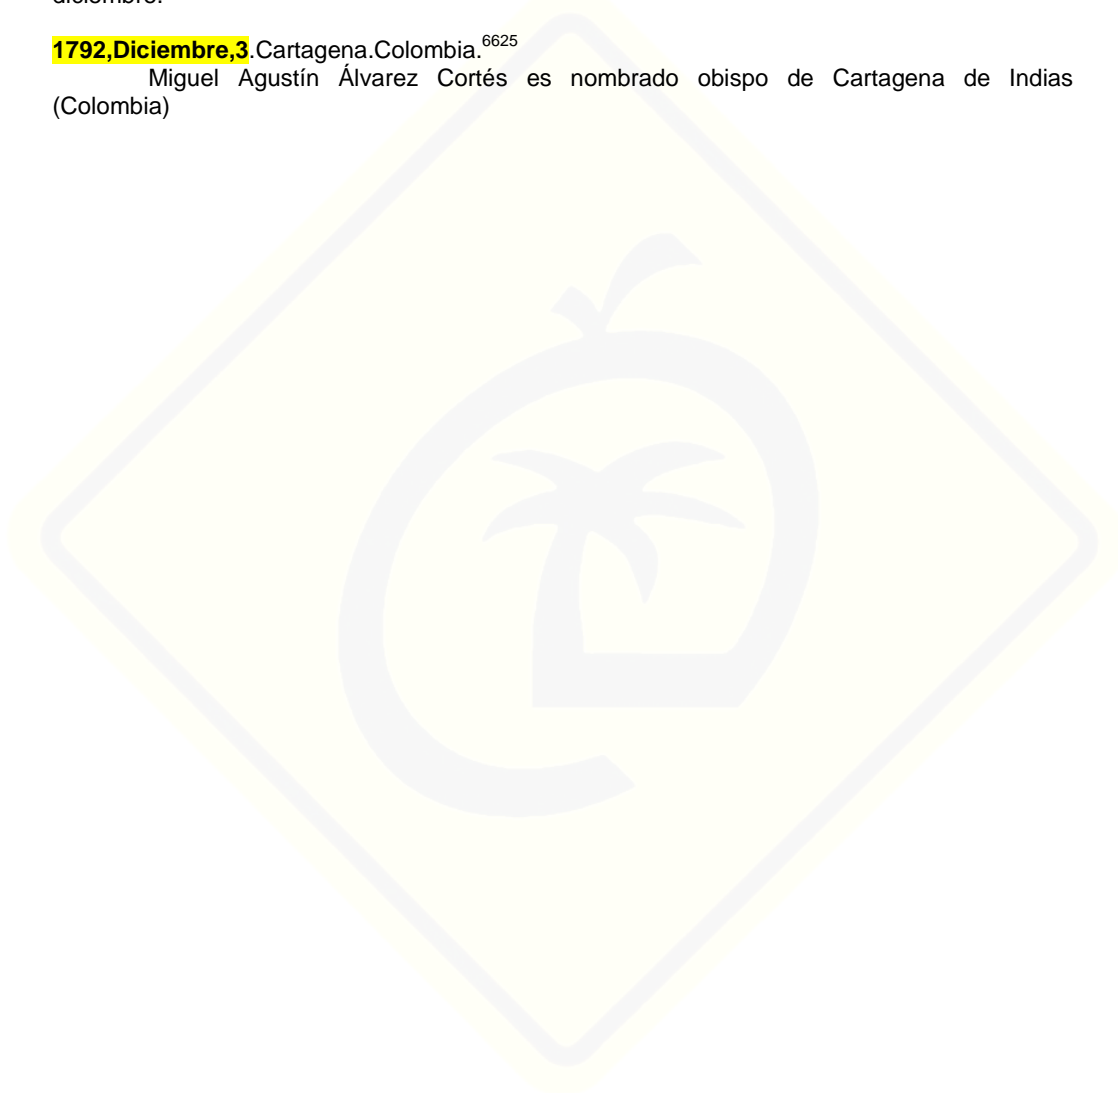 diciembre.
1792,Diciembre,3.Cartagena.Colombia.6625
Miguel Agustín Álvarez Cortés es nombrado obispo de Cartagena de Indias
(Colombia)